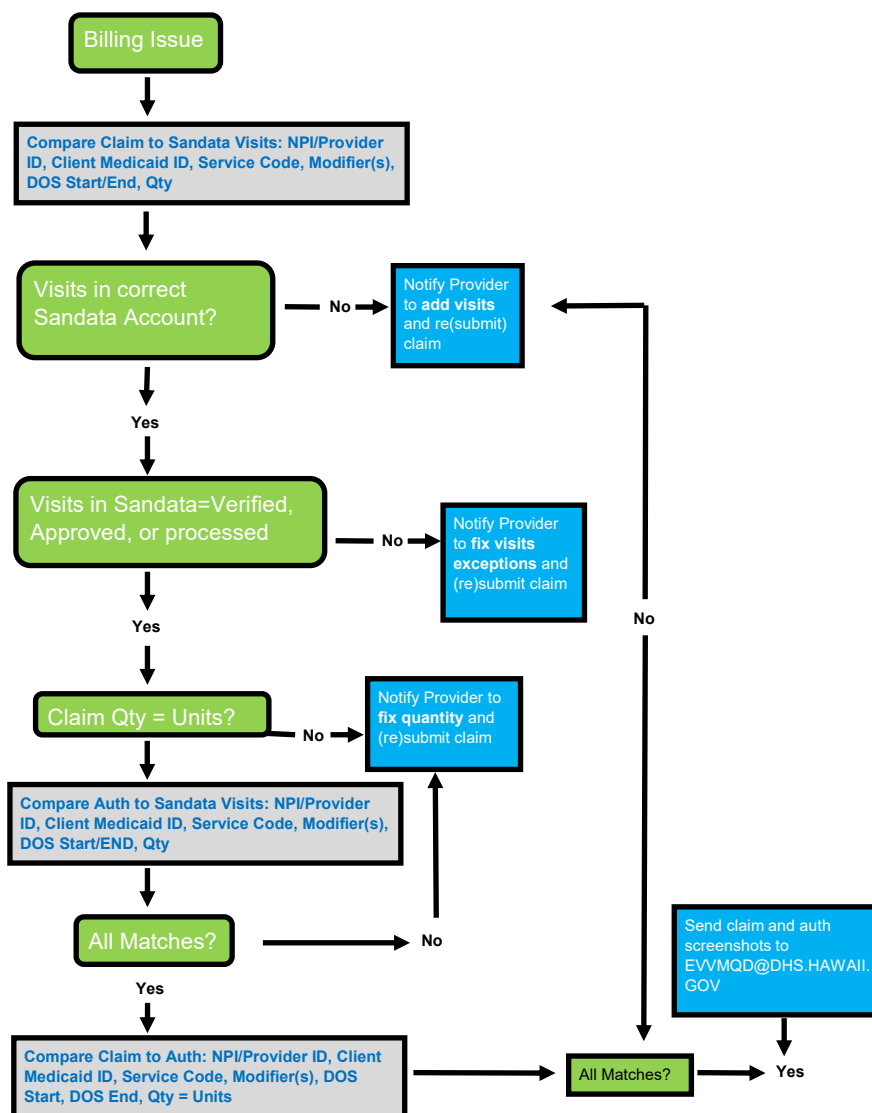 Billing Issue
Compare Claim to Sandata Visits: NPI/Provider
ID, Client Medicaid ID, Service Code, Modifier(s),
DOS Start/End, Qty
Visits in correct
Sandata Account?
No
Notify Provider
to add visits
and re(submit)
claim
Yes
Visits in Sandata=Verified,
Approved, or processed
No
Notify Provider
to fix visits
exceptions and
(re)submit claim
No
Yes
Claim Qty = Units?
No
Notify Provider to
fix quantity and
(re)submit claim
Compare Auth to Sandata Visits: NPI/Provider
ID, Client Medicaid ID, Service Code, Modifier(s),
DOS Start/END, Qty
All Matches?
No
Yes
Send claim and auth
screenshots to
EVVMQD@DHS.HAWAII.
GOV
Compare Claim to Auth: NPI/Provider ID, Client
Medicaid ID, Service Code, Modifier(s), DOS
Start, DOS End, Qty = Units
All Matches?
Yes